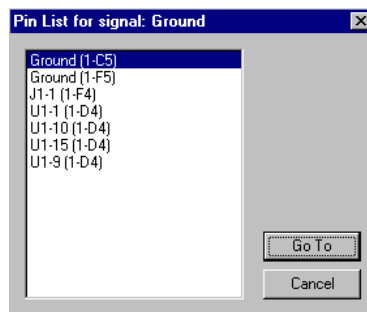 Pin List for signal: Ground
Ground (1-C5)
Ground (1-F5)
J1-1 (1-F4)
U1-1 (1-D4)
U1-10 (1-D4)
U1-15 (1-D4)
U1-9 (1-D4)
Go To
Cancel